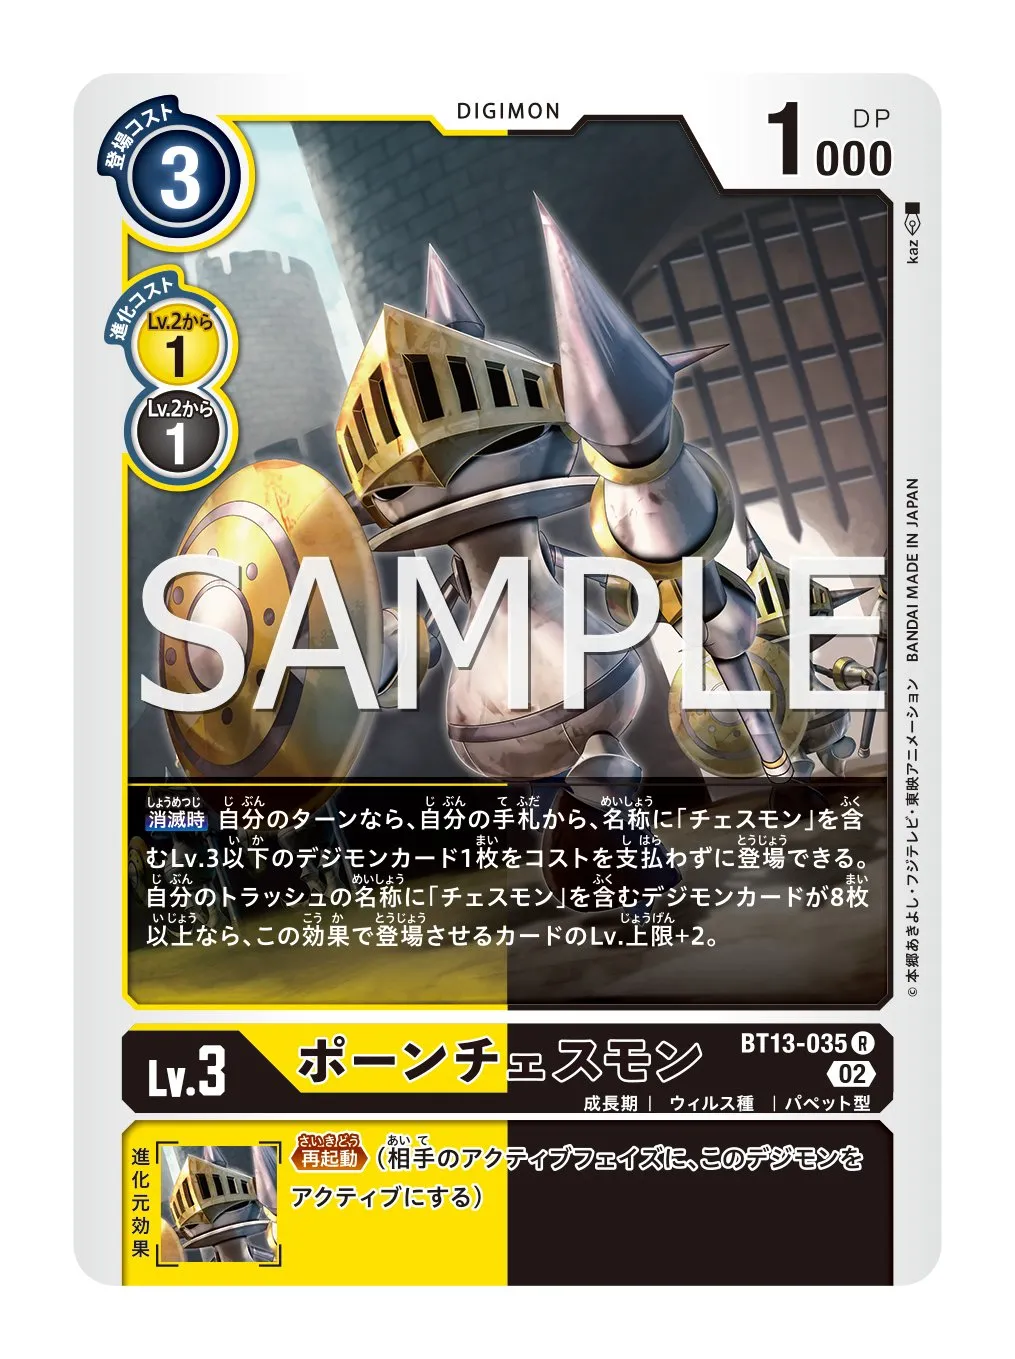 DIGIMON
登場コスト
3
1000
DP
進化コスト
Lv.2から
1
Lv.2から
1
kaz
SAMPLE
© 本郷あきよし・フジテレビ・東映アニメーション BANDAI MADE IN JAPAN
消滅時 自分のターンなら、自分の手札から、名称に「チェスモン」を含
むLv.3以下のデジモンカード1枚をコストを支払わずに登場できる。
自分のトラッシュの名称に「チェスモン」を含むデジモンカードが8枚
以上なら、この効果で登場させるカードのLv.上限+2。
Lv.3
ポーンチェスモン
BT13-035 R
02
成長期 | ウィルス種 | パペット型
進化元効果
再起動 (相手のアクティブフェイズに、このデジモンを
アクティブにする)